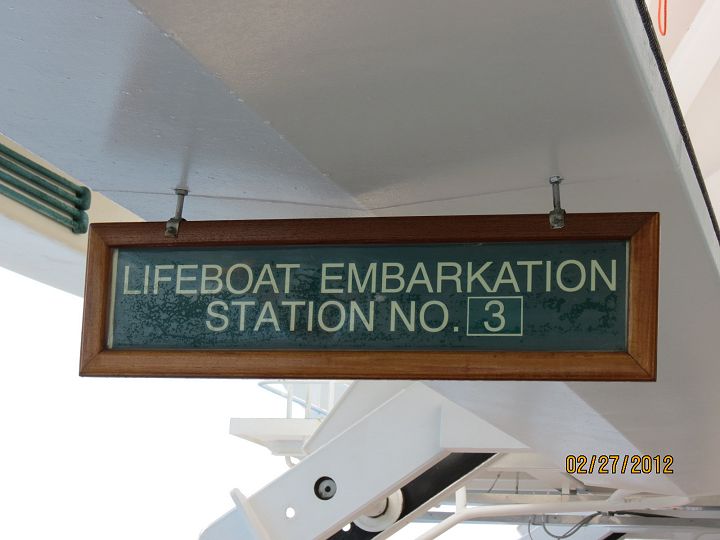 LIFEBOAT EMBARKATION
STATION NO. 3
02/27/2012